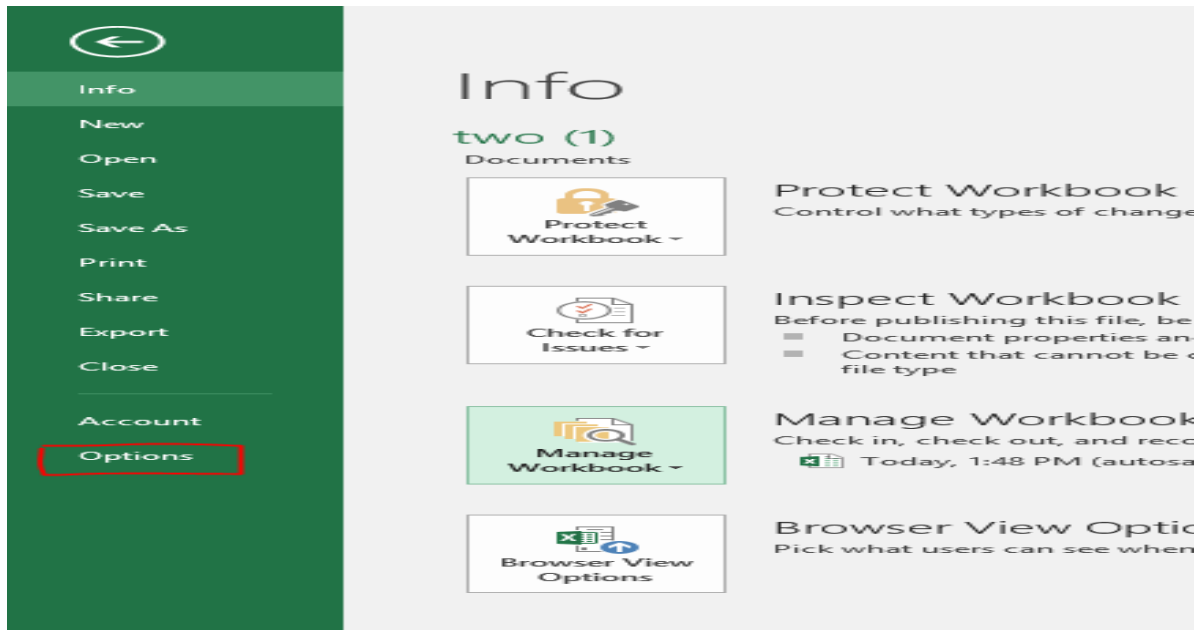 Info
New
Open
Save
Save As
Print
Share
Export
Close
Account
Options
Info
two (1)
Documents
Protect
Workbook
Protect Workbook
Control what types of change
Check for
Issues
Inspect Workbook
Before publishing this file, be
Document properties an
Content that cannot be
file type
Manage
Workbook
Manage Workbook
Check in, check out, and reco
Today, 1:48 PM (autosa
Browser View
Options
Browser View Optio
Pick what users can see when